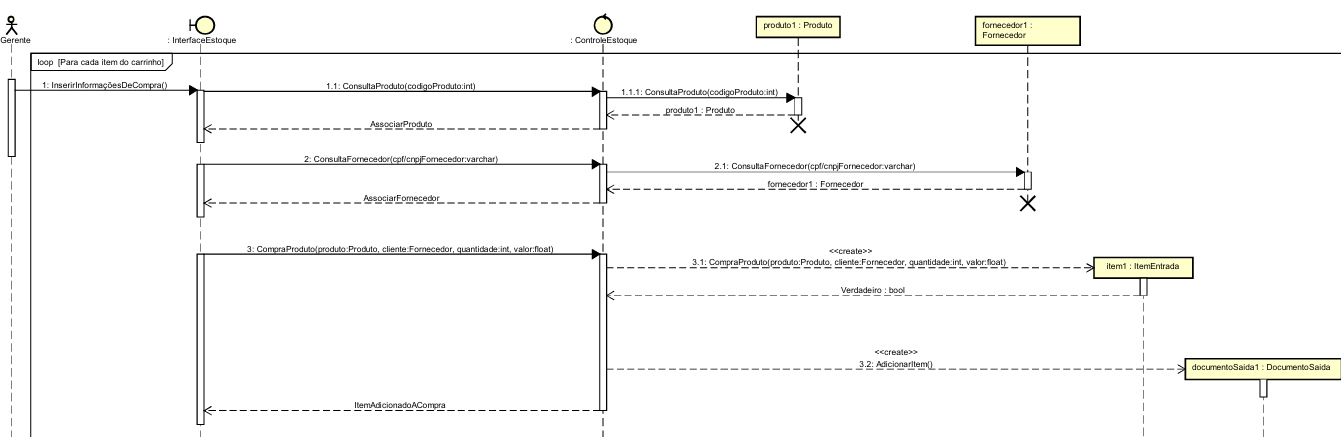 produto1 : Produto
fornecedor1 :
Fornecedor
Gerente
: InterfaceEstoque
: ControleEstoque
loop [Para cada item do carrinho]
1: InserirInformaçõesDeCompra()
1.1: ConsultaProduto(codigoProduto:int)
1.1.1: ConsultaProduto(codigoProduto:int)
produto1 : Produto
AssociarProduto
2: ConsultaFornecedor(cpf/cnpjFornecedor:varchar)
2.1: ConsultaFornecedor(cpf/cnpjFornecedor:varchar)
fornecedor1 : Fornecedor
AssociarFornecedor
3: CompraProduto(produto:Produto, cliente:Fornecedor, quantidade:int, valor:float)
<<create>>
3.1: CompraProduto(produto:Produto, cliente:Fornecedor, quantidade:int, valor:float)
item1 : ItemEntrada
Verdadeiro : bool
<<create>>
3.2: AdicionarItem()
documentoSaida1 : DocumentoSaida
ItemAdicionadoACompra